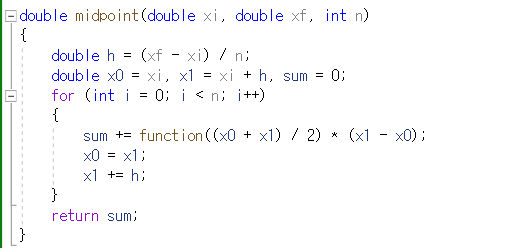 double midpoint(double xi, double xf, int n)
{
    double h = (xf - xi) / n;
    double x0 = xi, x1 = xi + h, sum = 0;
    for (int i = 0; i < n; i++)
    {
        sum += function((x0 + x1) / 2) * (x1 - x0);
        x0 = x1;
        x1 += h;
    }
    return sum;
}